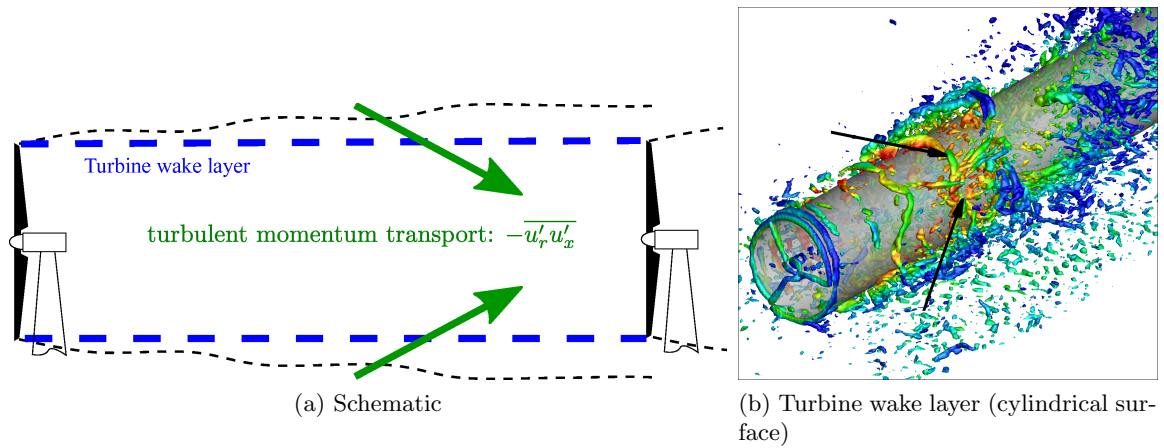 Turbine wake layer
turbulent momentum transport: $-\overline{u_r' u_x'}$
(a) Schematic
(b) Turbine wake layer (cylindrical sur-
face)